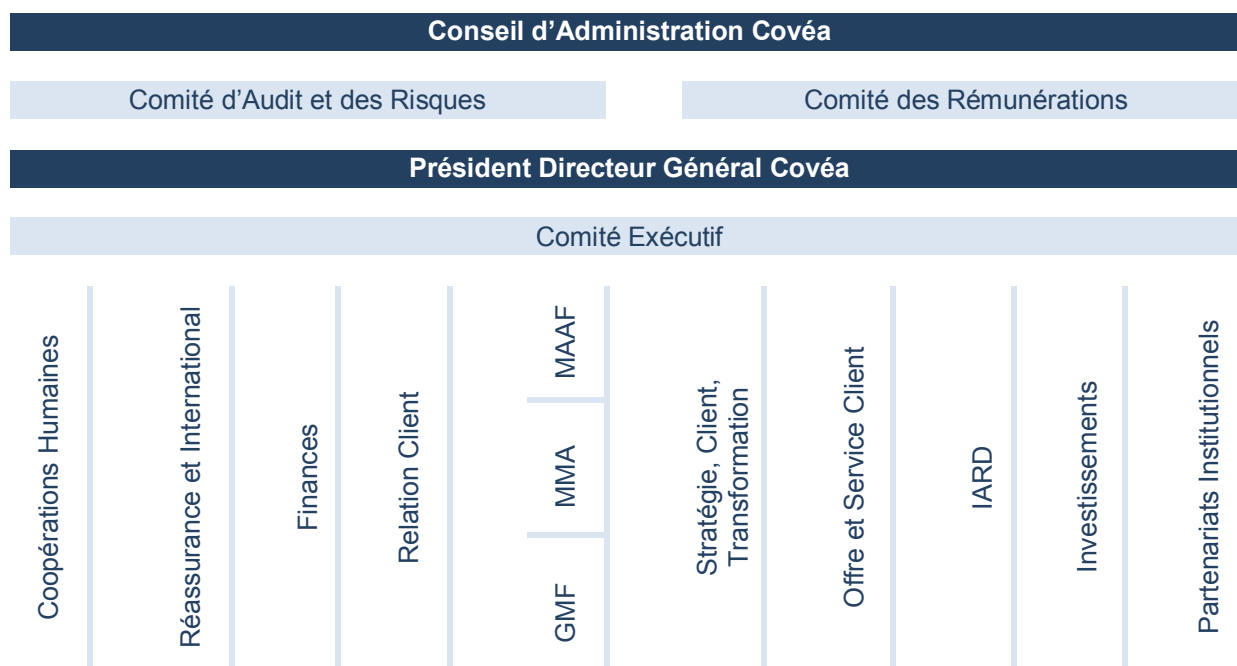 Conseil d’Administration Covéa
Comité d’Audit et des Risques
Comité des Rémunérations
Président Directeur Général Covéa
Comité Exécutif
Coopérations Humaines
Réassurance et International
Finances
Relation Client
MAAF
MMA
GMF
Stratégie, Client,
Transformation
Offre et Service Client
IARD
Investissements
Partenariats Institutionnels